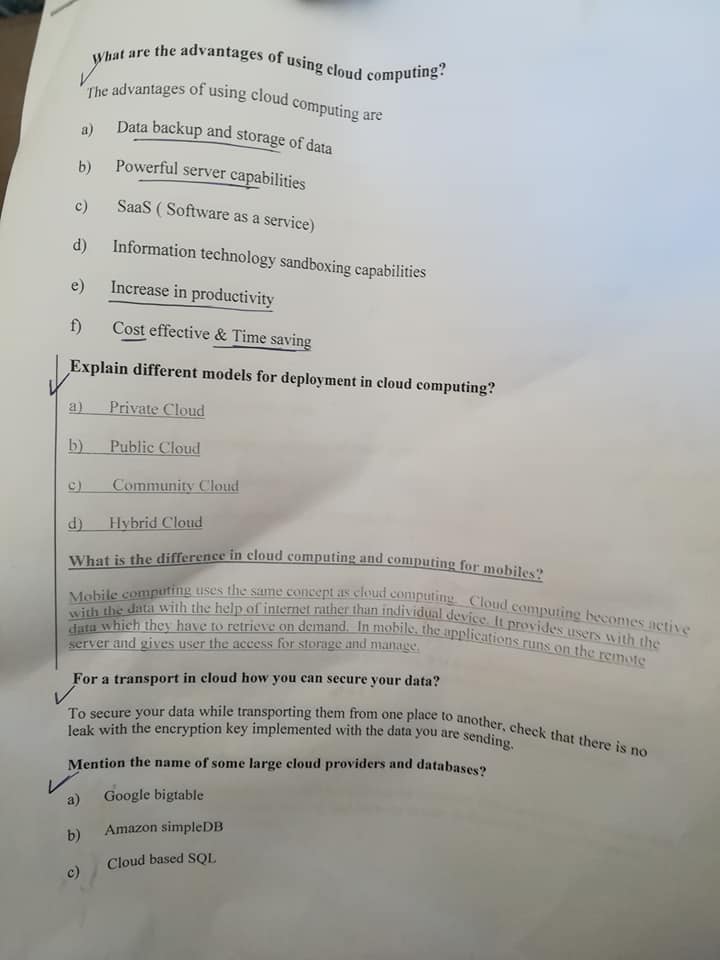 What are the advantages of using cloud computing?
The advantages of using cloud computing are
a) Data backup and storage of data
b) Powerful server capabilities
c) SaaS ( Software as a service)
d) Information technology sandboxing capabilities
e) Increase in productivity
f) Cost effective & Time saving
Explain different models for deployment in cloud computing?
a) Private Cloud
b) Public Cloud
c) Community Cloud
d) Hybrid Cloud
What is the difference in cloud computing and computing for mobiles?
Mobile computing uses the same concept as cloud computing. Cloud computing becomes active
with the data with the help of internet rather than individual device. It provides users with the
data which they have to retrieve on demand. In mobile, the applications runs on the remote
server and gives user the access for storage and manage.
For a transport in cloud how you can secure your data?
To secure your data while transporting them from one place to another, check that there is no
leak with the encryption key implemented with the data you are sending.
Mention the name of some large cloud providers and databases?
a) Google bigtable
b) Amazon simpleDB
c) Cloud based SQL